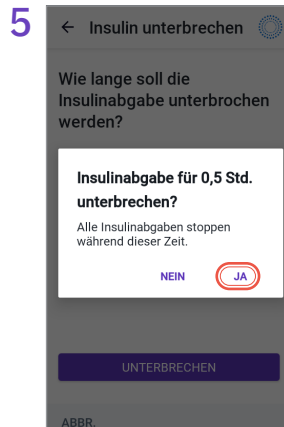 5
Insulin unterbrechen
Wie lange soll die
Insulinabgabe unterbrochen
werden?
Insulinabgabe für 0,5 Std.
unterbrechen?
Alle Insulinabgaben stoppen
während dieser Zeit.
NEIN JA
UNTERBRECHEN
ABBR.